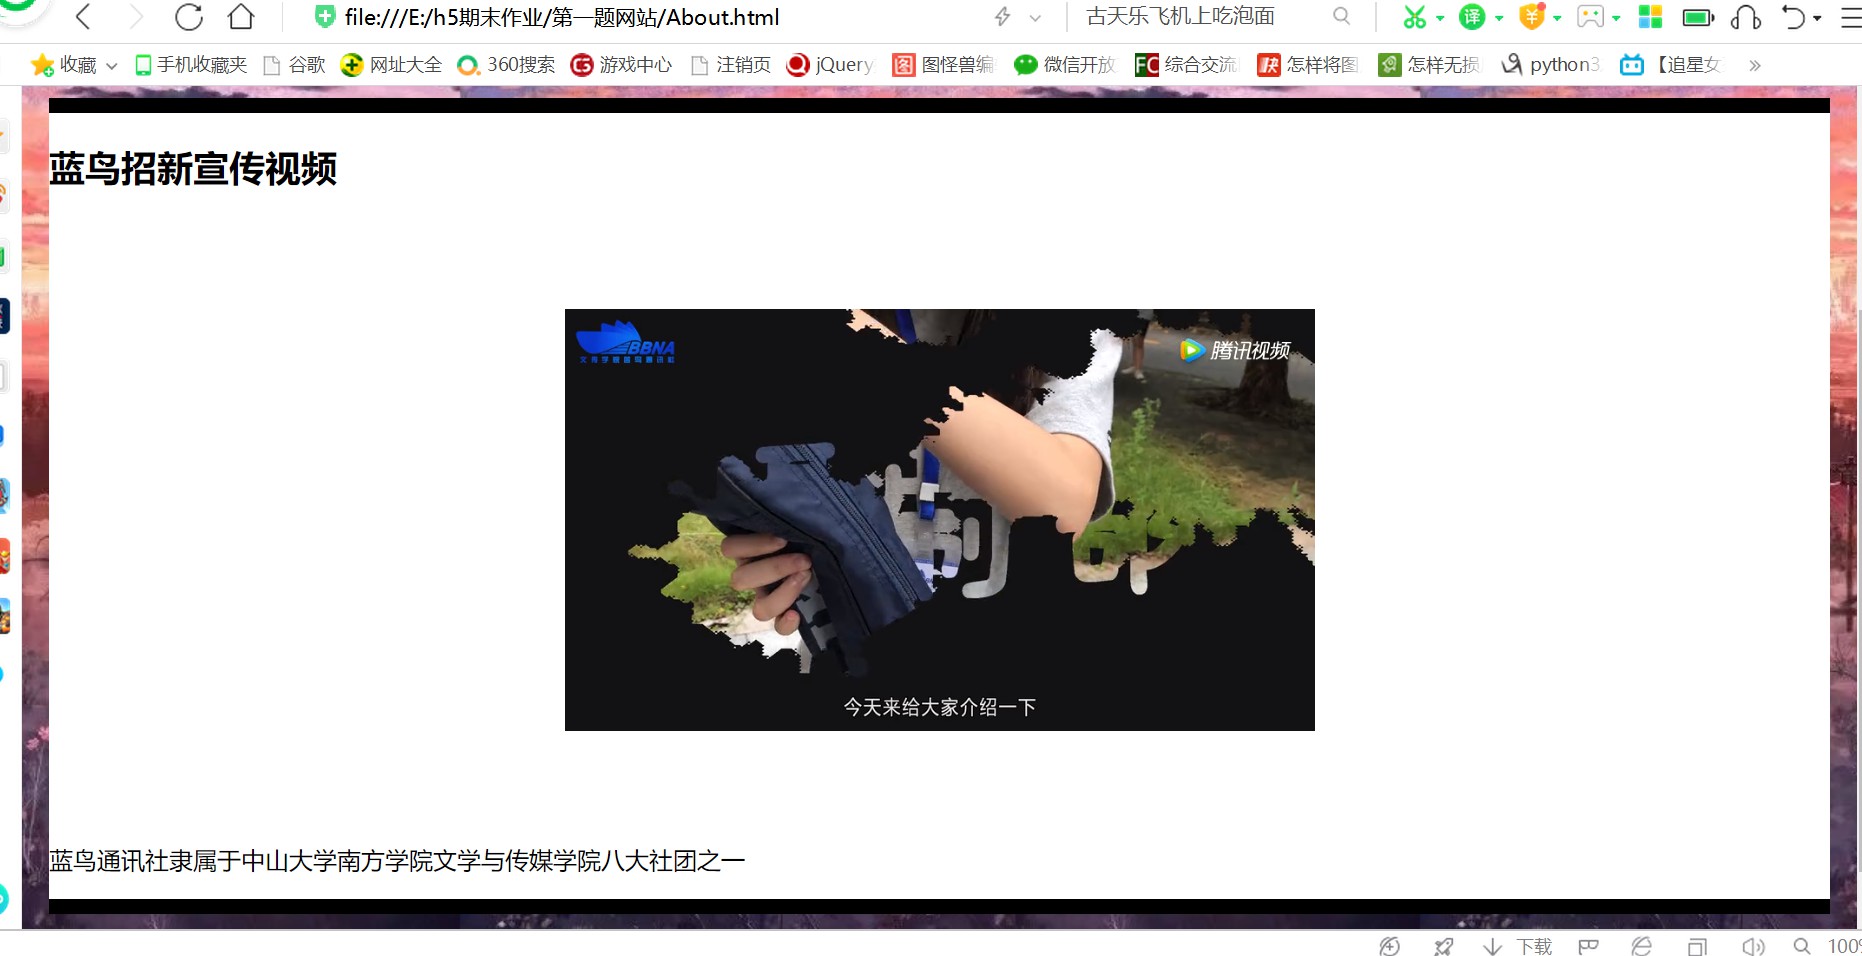 file:///E:/h5期末作业/第一题网站/About.html
古天乐飞机上吃泡面
译
收藏 手机收藏夹 谷歌 网址大全 360搜索 游戏中心 注销页 jQuery 图怪兽编 微信开放 综合交流 怎样将图 怎样无损 python3 【追星女
蓝鸟招新宣传视频
BBNA
腾讯视频
部
今天来给大家介绍一下
蓝鸟通讯社隶属于中山大学南方学院文学与传媒学院八大社团之一
下载
100%